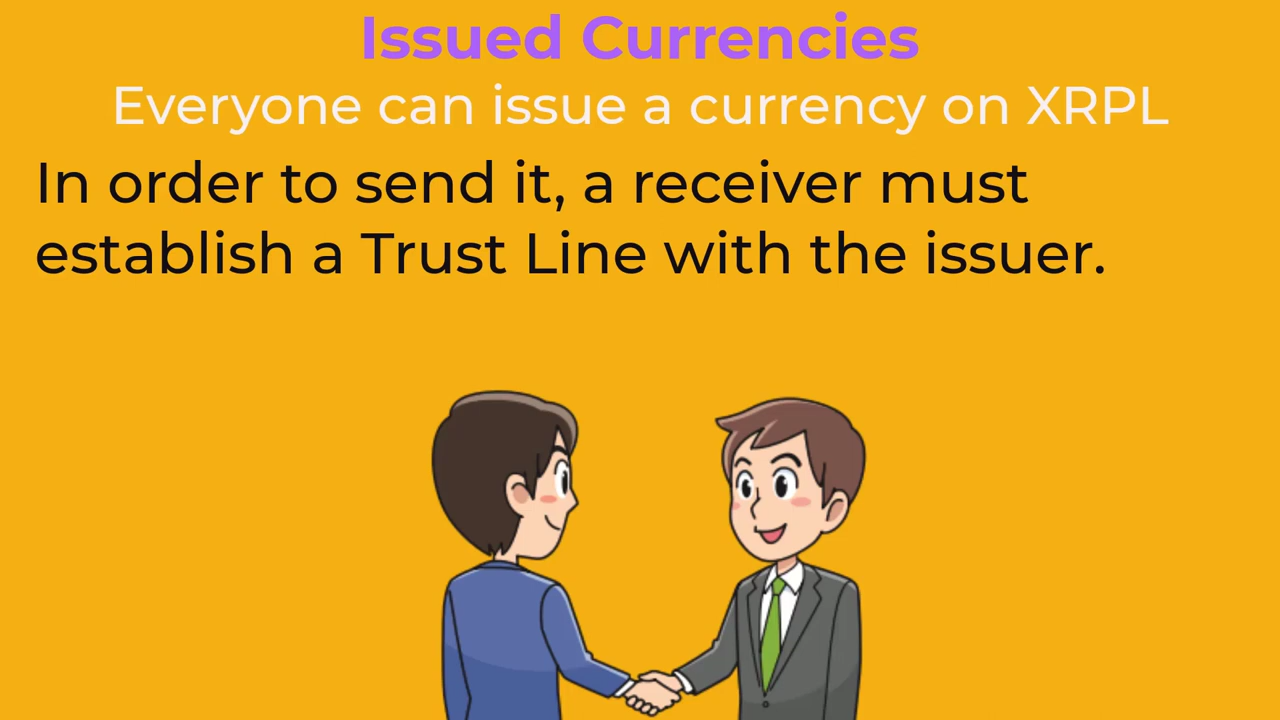 Issued Currencies
Everyone can issue a currency on XRPL
In order to send it, a receiver must
establish a Trust Line with the issuer.